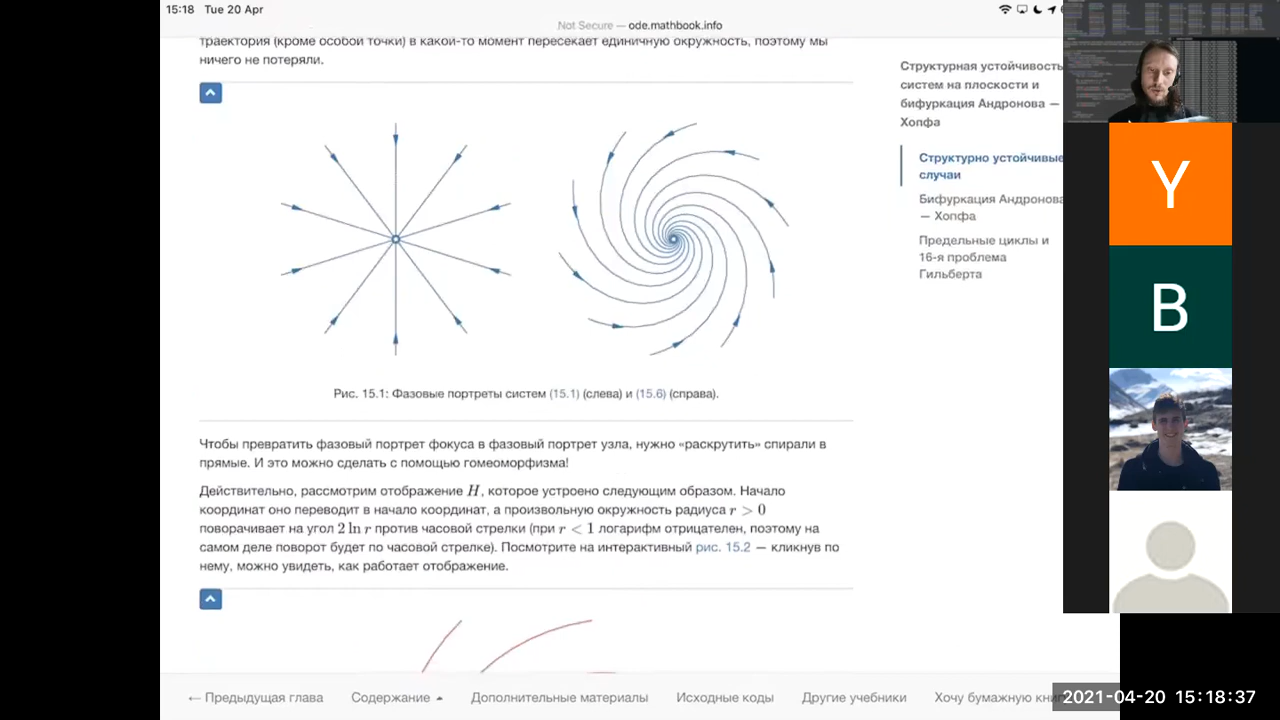 15:18 Tue 20 Apr
Not Secure — ode.mathbook.info
траектория (кроме особой точки) в какой-то момент пересекает единичную окружность, поэтому мы
ничего не потеряли.
Рис. 15.1: Фазовые портреты систем (15.1) (слева) и (15.6) (справа).
Чтобы превратить фазовый портрет фокуса в фазовый портрет узла, нужно «раскрутить» спирали в
прямые. И это можно сделать с помощью гомеоморфизма!
Действительно, рассмотрим отображение H, которое устроено следующим образом. Начало
координат оно переводит в начало координат, а произвольную окружность радиуса r > 0
поворачивает на угол 2 ln r против часовой стрелки (при r < 1 логарифм отрицателен, поэтому на
самом деле поворот будет по часовой стрелке). Посмотрите на интерактивный рис. 15.2 — кликнув по
нему, можно увидеть, как работает отображение.
Структурная устойчивость
систем на плоскости и
бифуркация Андронова —
Хопфа
Структурно устойчивые
случаи
Бифуркация Андронова
— Хопфа
Предельные циклы и
16-я проблема
Гильберта
Y
B
← Предыдущая глава Содержание Дополнительные материалы Исходные коды Другие учебники Хочу бумажную
2021-04-20 15:18:37